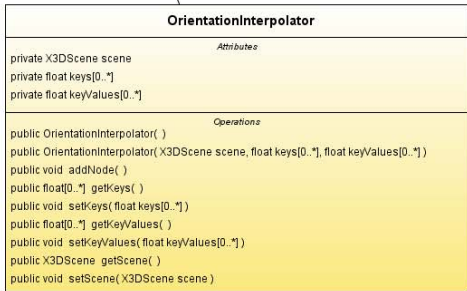 OrientationInterpolator
Attributes
private X3DScene scene
private float keys[0..*]
private float keyValues[0..*]
Operations
public OrientationInterpolator( )
public OrientationInterpolator( X3DScene scene, float keys[0..*], float keyValues[0..*] )
public void addNode( )
public float[0..*] getKeys( )
public void setKeys( float keys[0..*] )
public float[0..*] getKeyValues( )
public void setKeyValues( float keyValues[0..*] )
public X3DScene getScene( )
public void setScene( X3DScene scene )